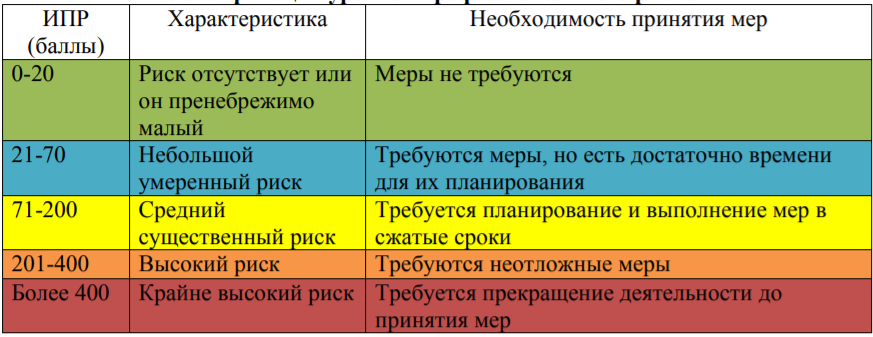 ИПР (баллы) Характеристика Необходимость принятия мер
0-20 Риск отсутствует или он пренебрежимо малый Меры не требуются
21-70 Небольшой умеренный риск Требуются меры, но есть достаточно времени для их планирования
71-200 Средний существенный риск Требуется планирование и выполнение мер в сжатые сроки
201-400 Высокий риск Требуются неотложные меры
Более 400 Крайне высокий риск Требуется прекращение деятельности до принятия мер